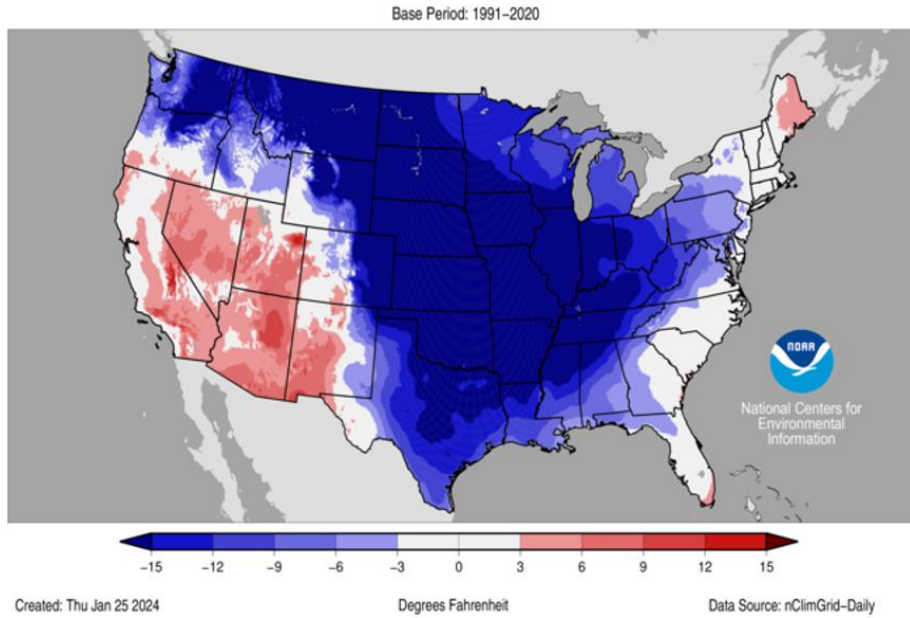 Base Period: 1991–2020
NOAA
National Centers for
Environmental
Information
−15 −12 −9 −6 −3 0 3 6 9 12 15
Created: Thu Jan 25 2024 Degrees Fahrenheit Data Source: nClimGrid–Daily